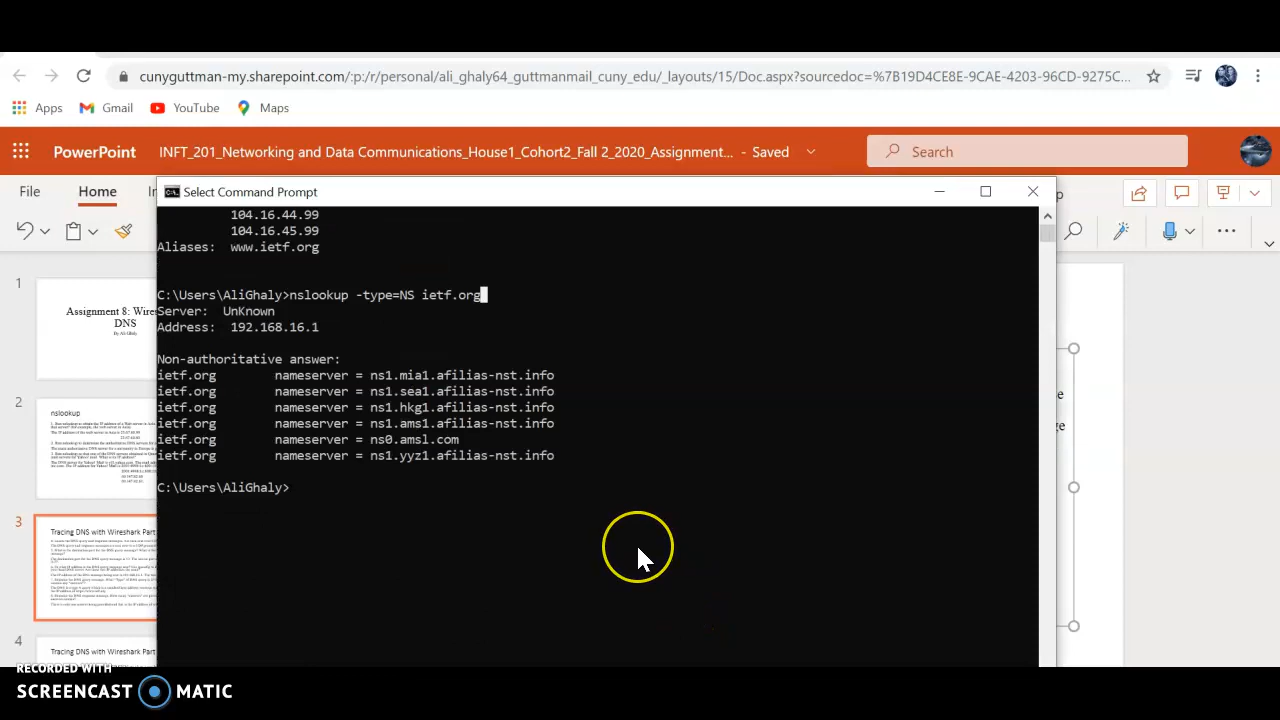 cunyguttman-my.sharepoint.com/:p:/r/personal/ali_ghaly64_guttmanmail_cuny_edu/_layouts/15/Doc.aspx?sourcedoc=%7B19D4CE8E-9CAE-4203-96CD-9275C...
Apps Gmail YouTube Maps
PowerPoint INFT_201_Networking and Data Communications_House1_Cohort2_Fall 2_2020_Assignment... - Saved Search
File Home
Select Command Prompt
104.16.44.99
104.16.45.99
Aliases: www.ietf.org
C:\Users\AliGhaly>nslookup -type=NS ietf.org
Server: UnKnown
Address: 192.168.16.1
Non-authoritative answer:
ietf.org nameserver = ns1.mia1.afilias-nst.info
ietf.org nameserver = ns1.sea1.afilias-nst.info
ietf.org nameserver = ns1.hkg1.afilias-nst.info
ietf.org nameserver = ns1.ams1.afilias-nst.info
ietf.org nameserver = ns0.amsl.com
ietf.org nameserver = ns1.yyz1.afilias-nst.info
C:\Users\AliGhaly>
1
Assignment 8: Wires
DNS
By Ali Ghaly
2
nslookup
3
Tracing DNS with Wireshark Part
4
Tracing DNS with Wireshark Part
RECORDED WITH
SCREENCAST MATIC